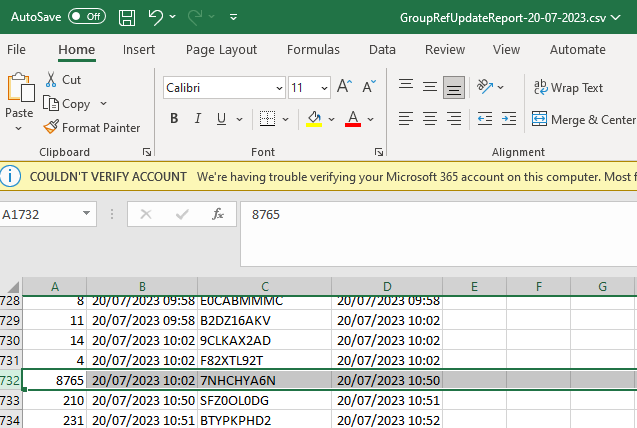 AutoSave Off GroupRefUpdateReport-20-07-2023.csv
File Home Insert Page Layout Formulas Data Review View Automate
Cut
Copy
Format Painter
Paste
Clipboard
Calibri 11 A A
B I U A
Font
ab c Wrap Text
Merge & Center
Alignment
COULDN'T VERIFY ACCOUNT We're having trouble verifying your Microsoft 365 account on this computer. Most f
A1732 fx 8765
A B C D E F G
728 8 20/07/2023 09:58 E0CABMMMC 20/07/2023 09:58
729 11 20/07/2023 09:58 B2DZ16AKV 20/07/2023 10:02
730 14 20/07/2023 10:02 9CLKAX2AD 20/07/2023 10:02
731 4 20/07/2023 10:02 F82XTL92T 20/07/2023 10:02
732 8765 20/07/2023 10:02 7NHCHYA6N 20/07/2023 10:50
733 210 20/07/2023 10:50 SFZ0OL0DG 20/07/2023 10:51
734 231 20/07/2023 10:51 BTYPKPHD2 20/07/2023 10:52